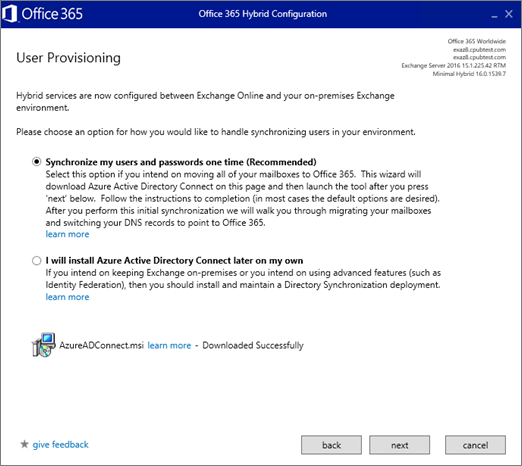 Office 365
Office 365 Hybrid Configuration
Office 365 Worldwide
exaz8.cpubtest.com
exaz8.cpubtest.com
Exchange Server 2016 15.1.225.42 RTM
Minimal Hybrid 16.0.1539.7
User Provisioning
Hybrid services are now configured between Exchange Online and your on-premises Exchange
environment.
Please choose an option for how you would like to handle synchronizing users in your environment.
Synchronize my users and passwords one time (Recommended)
Select this option if you intend on moving all of your mailboxes to Office 365. This wizard will
download Azure Active Directory Connect on this page and then launch the tool after you press
'next' below. Follow the instructions to completion (in most cases the default options are desired).
After you perform this initial synchronization we will walk you through migrating your mailboxes
and switching your DNS records to point to Office 365.
learn more
I will install Azure Active Directory Connect later on my own
If you intend on keeping Exchange on-premises or you intend on using advanced features (such as
Identity Federation), then you should install and maintain a Directory Synchronization deployment.
learn more
AzureADConnect.msi learn more - Downloaded Successfully
give feedback
back
next
cancel